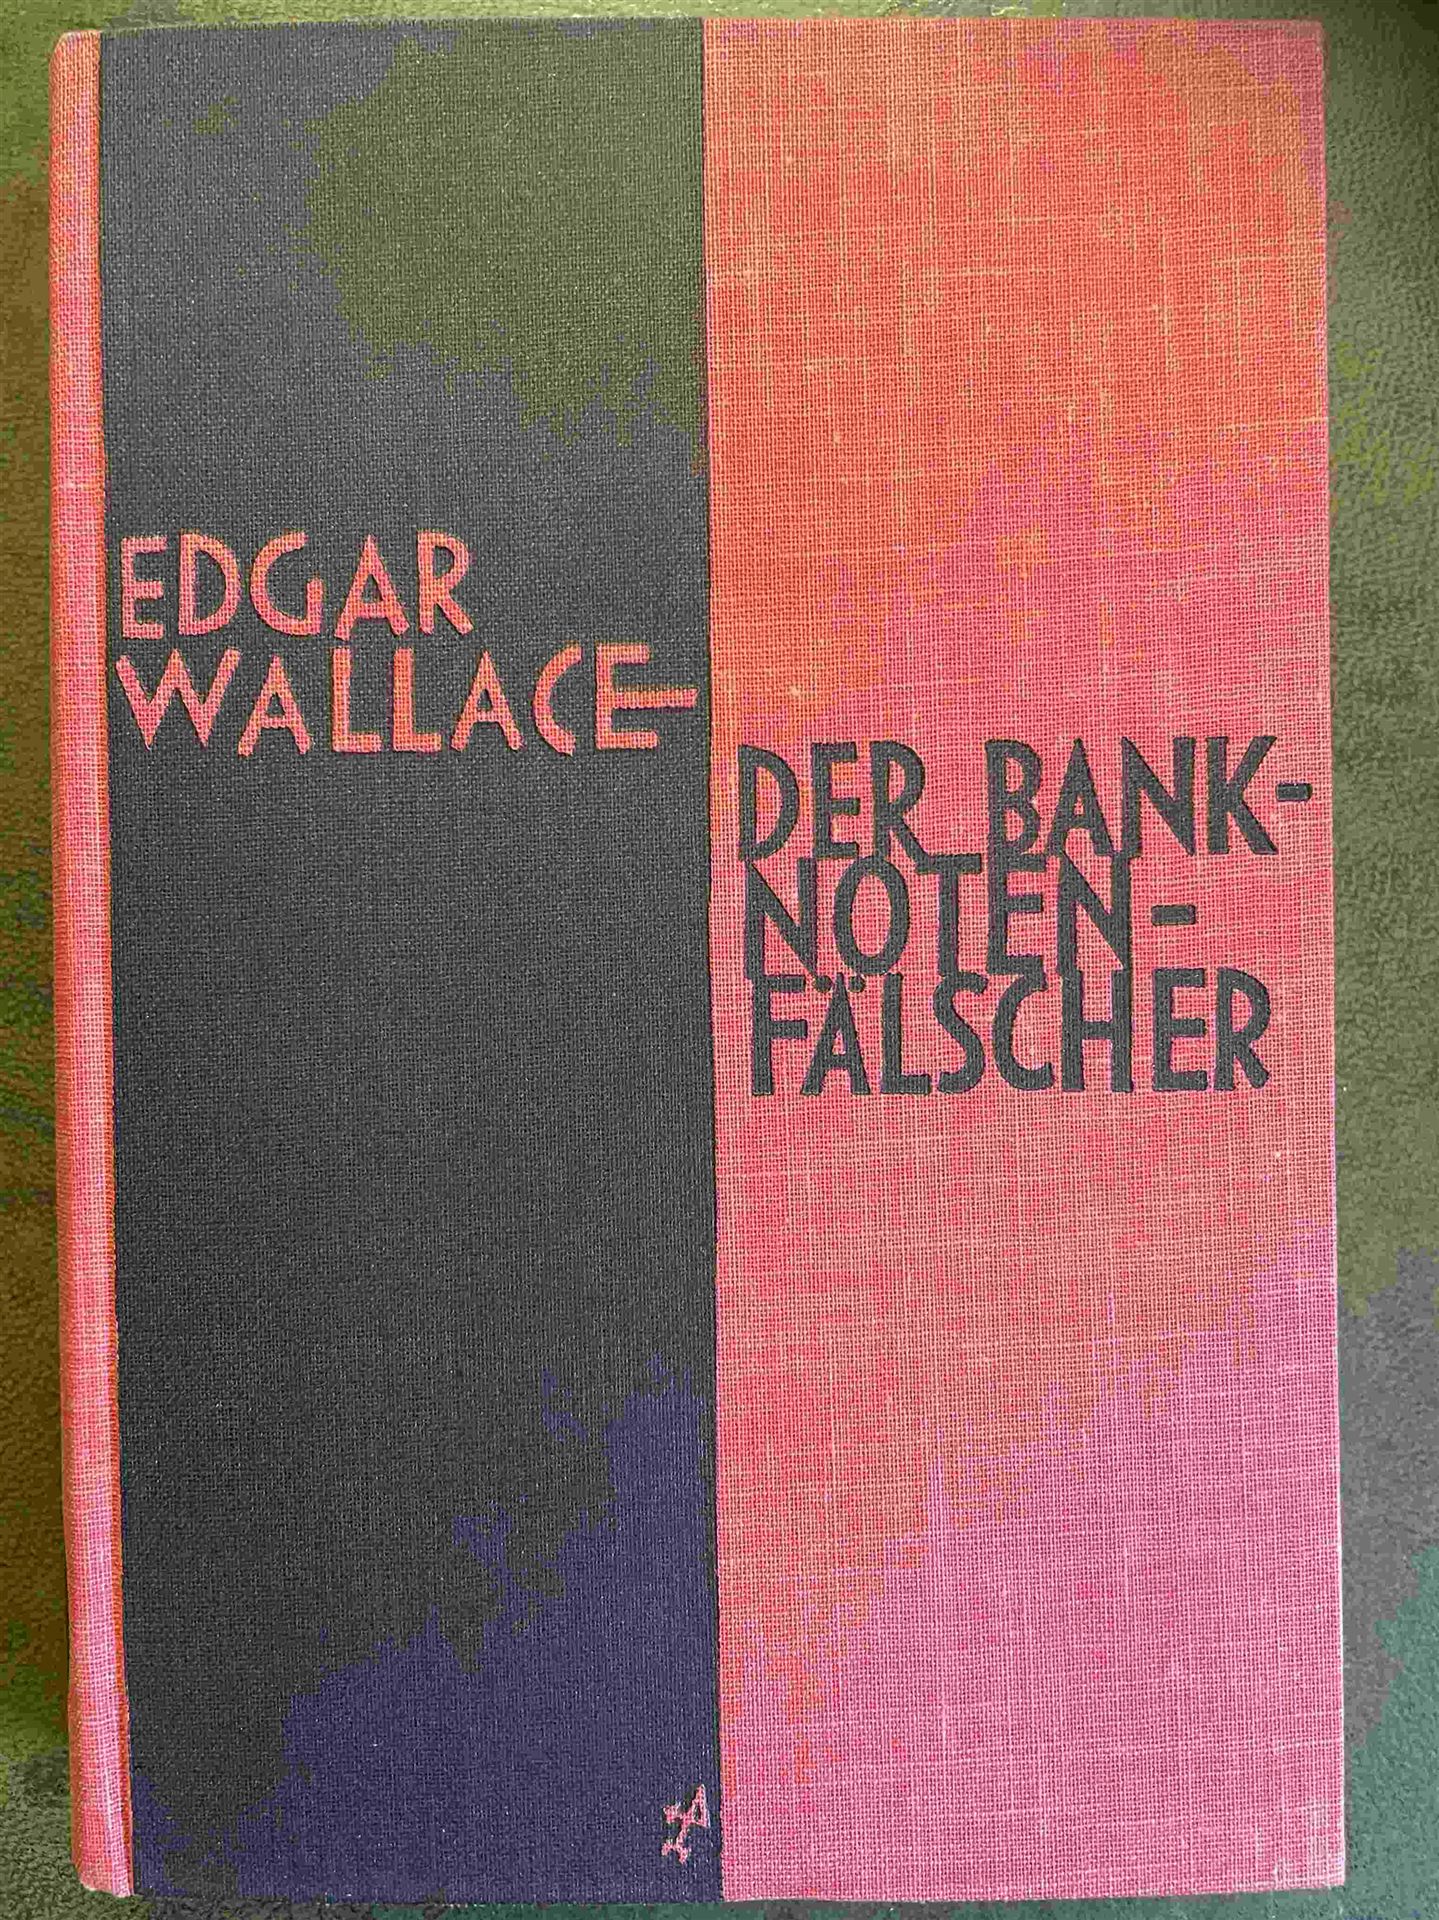 EDGAR
WALLACE
DER BANK-
NOTEN-
FÄLSCHER